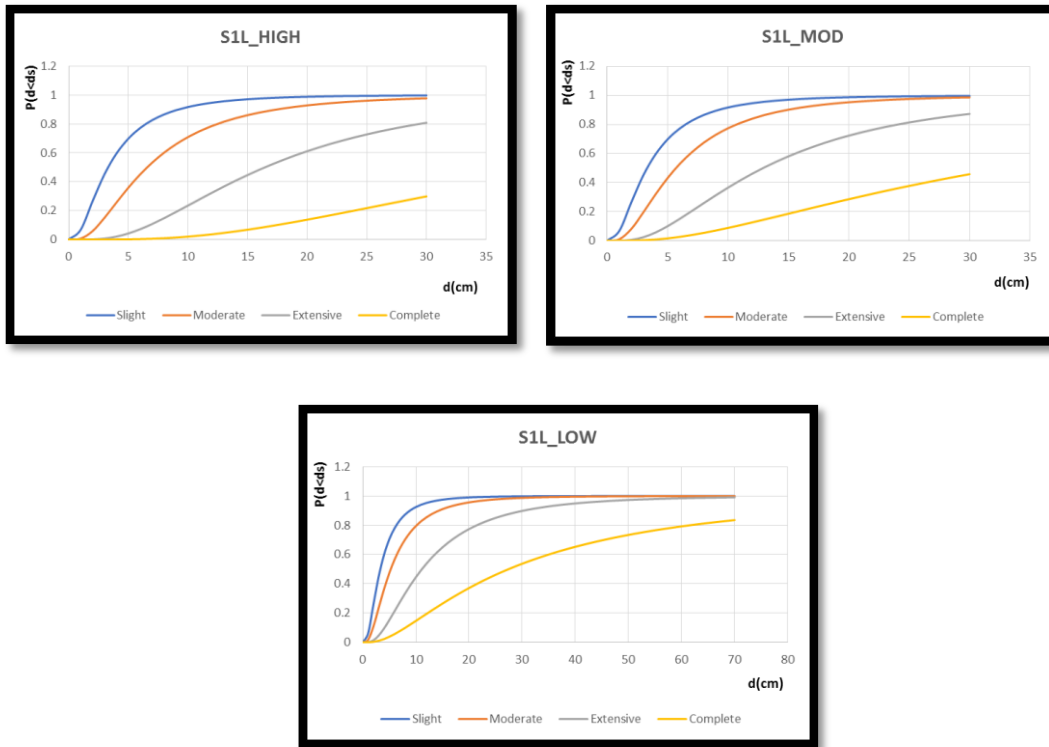 S1L_HIGH
P(d<ds)
1.2
1
0.8
0.6
0.4
0.2
0
0 5 10 15 20 25 30 35
d(cm)
Slight Moderate Extensive Complete
S1L_MOD
P(d<ds)
1.2
1
0.8
0.6
0.4
0.2
0
0 5 10 15 20 25 30 35
d(cm)
Slight Moderate Extensive Complete
S1L_LOW
P(d<ds)
1.2
1
0.8
0.6
0.4
0.2
0
0 10 20 30 40 50 60 70 80
d(cm)
Slight Moderate Extensive Complete